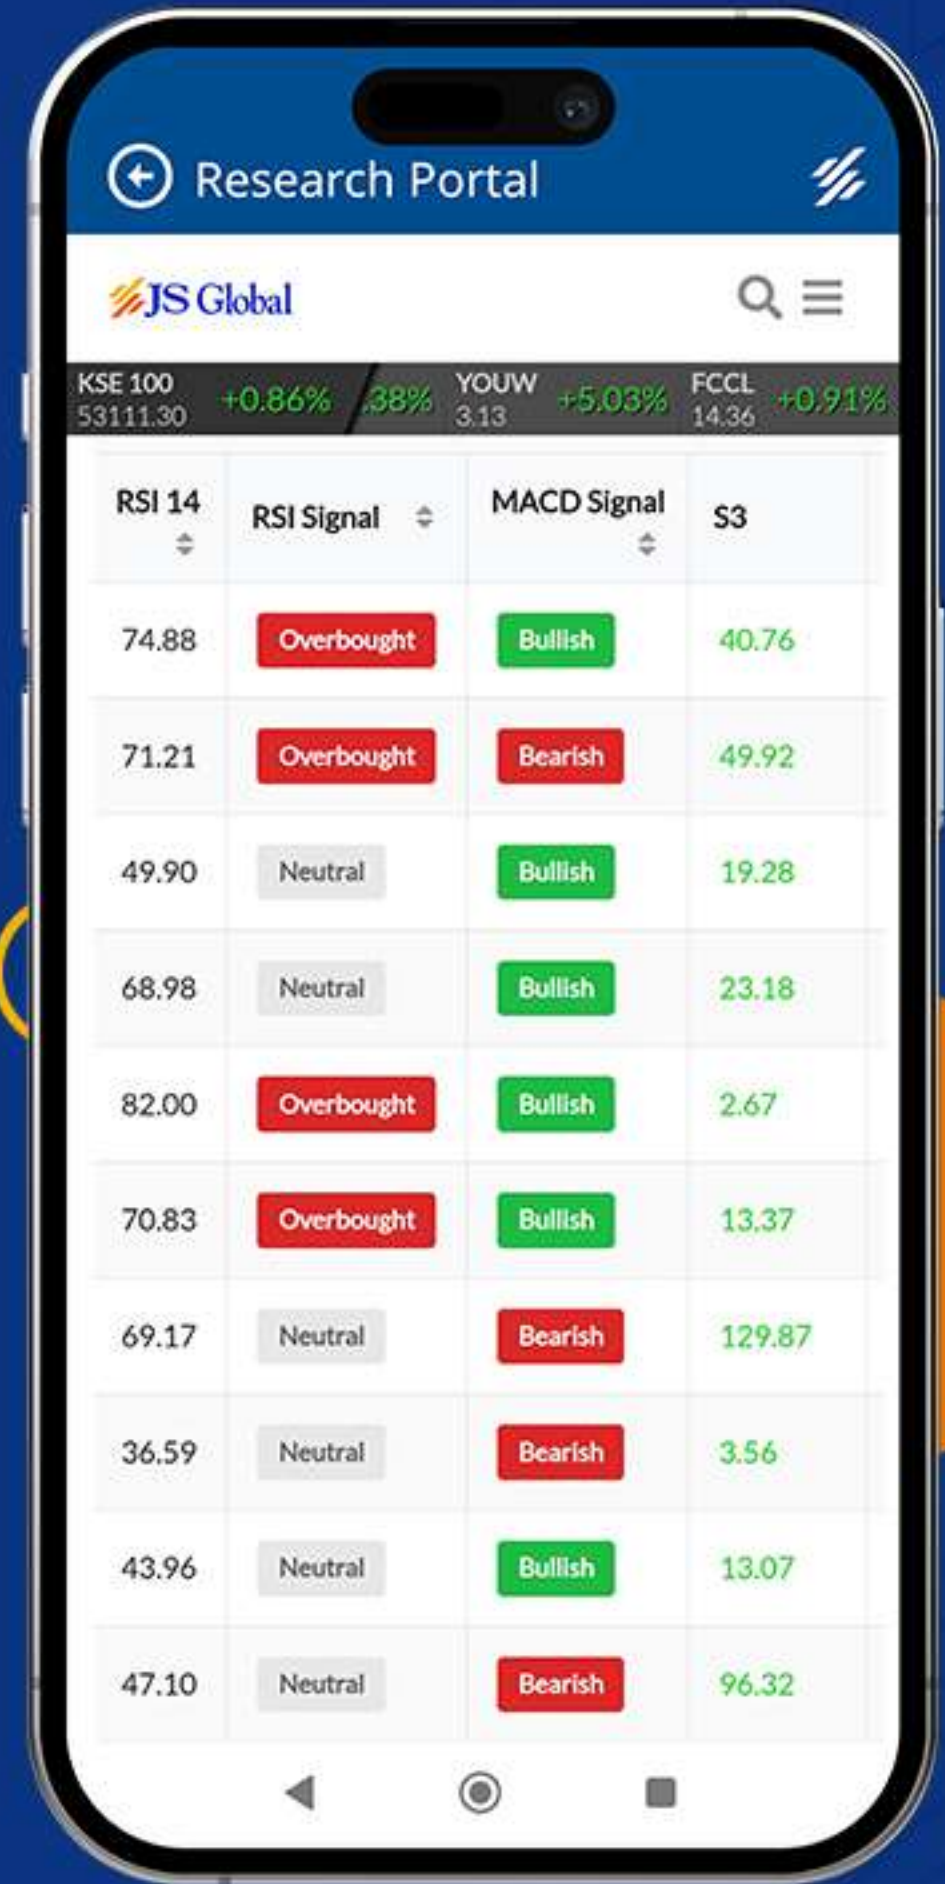 Research Portal
JS Global
KSE 100 +0.86% .38% YOUW +5.03% FCCL +0.91%
53111.30 3.13 14.36
RSI 14 RSI Signal MACD Signal S3
74.88 Overbought Bullish 40.76
71.21 Overbought Bearish 49.92
49.90 Neutral Bullish 19.28
68.98 Neutral Bullish 23.18
82.00 Overbought Bullish 2.67
70.83 Overbought Bullish 13.37
69.17 Neutral Bearish 129.87
36.59 Neutral Bearish 3.56
43.96 Neutral Bullish 13.07
47.10 Neutral Bearish 96.32